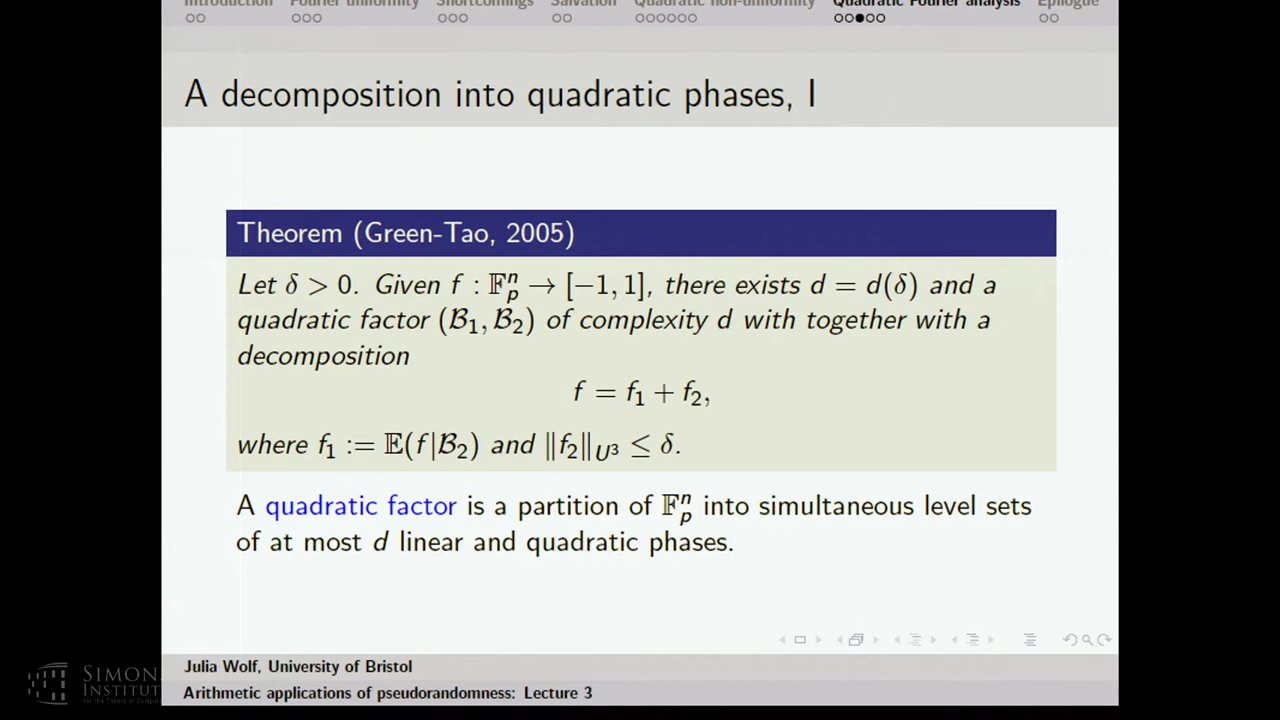 Introduction Fourier uniformity Shortcomings Salvation Quadratic non-uniformity Quadratic Fourier analysis Epilogue
A decomposition into quadratic phases, I
Theorem (Green-Tao, 2005)
Let δ > 0. Given f : 𝔽ₚⁿ → [−1, 1], there exists d = d(δ) and a
quadratic factor (ℬ₁, ℬ₂) of complexity d with together with a
decomposition
f = f₁ + f₂,
where f₁ := 𝔼(f|ℬ₂) and ‖f₂‖_U³ ≤ δ.
A quadratic factor is a partition of 𝔽ₚⁿ into simultaneous level sets
of at most d linear and quadratic phases.
Julia Wolf, University of Bristol
Arithmetic applications of pseudorandomness: Lecture 3